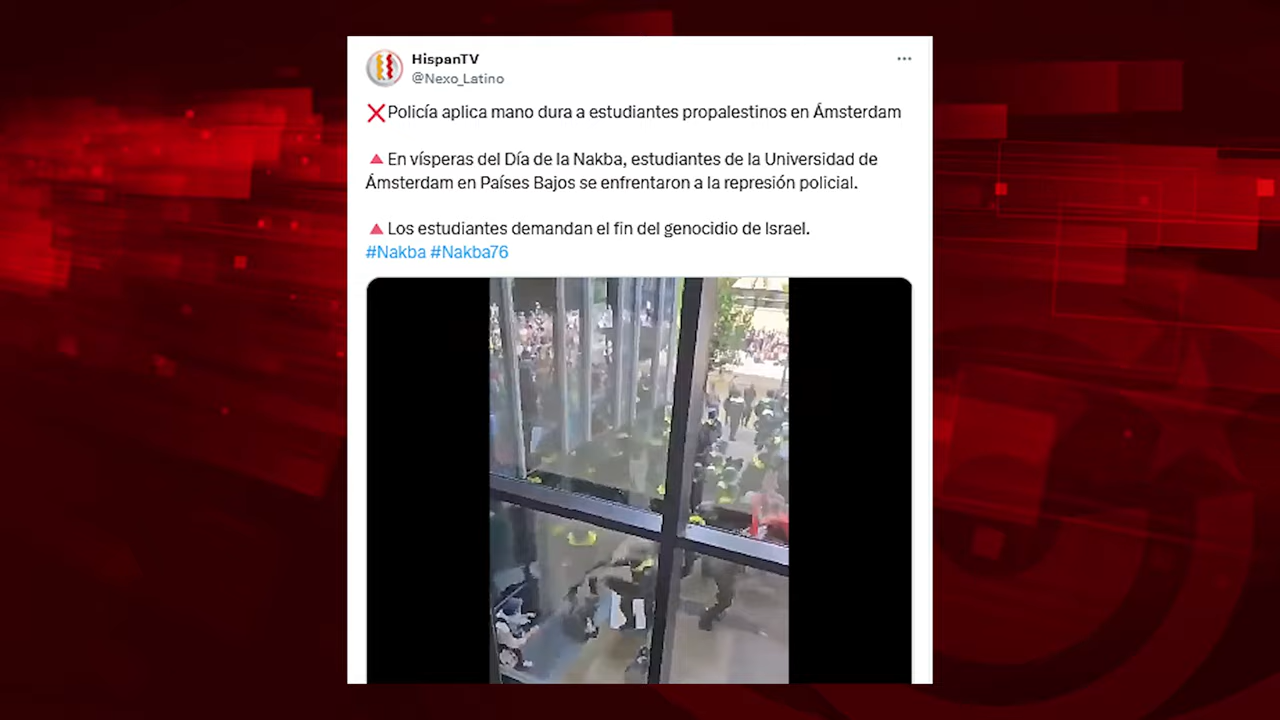 HispanTV
@Nexo_Latino
Policía aplica mano dura a estudiantes propalestinos en Ámsterdam
En vísperas del Día de la Nakba, estudiantes de la Universidad de
Ámsterdam en Países Bajos se enfrentaron a la represión policial.
Los estudiantes demandan el fin del genocidio de Israel.
#Nakba #Nakba76